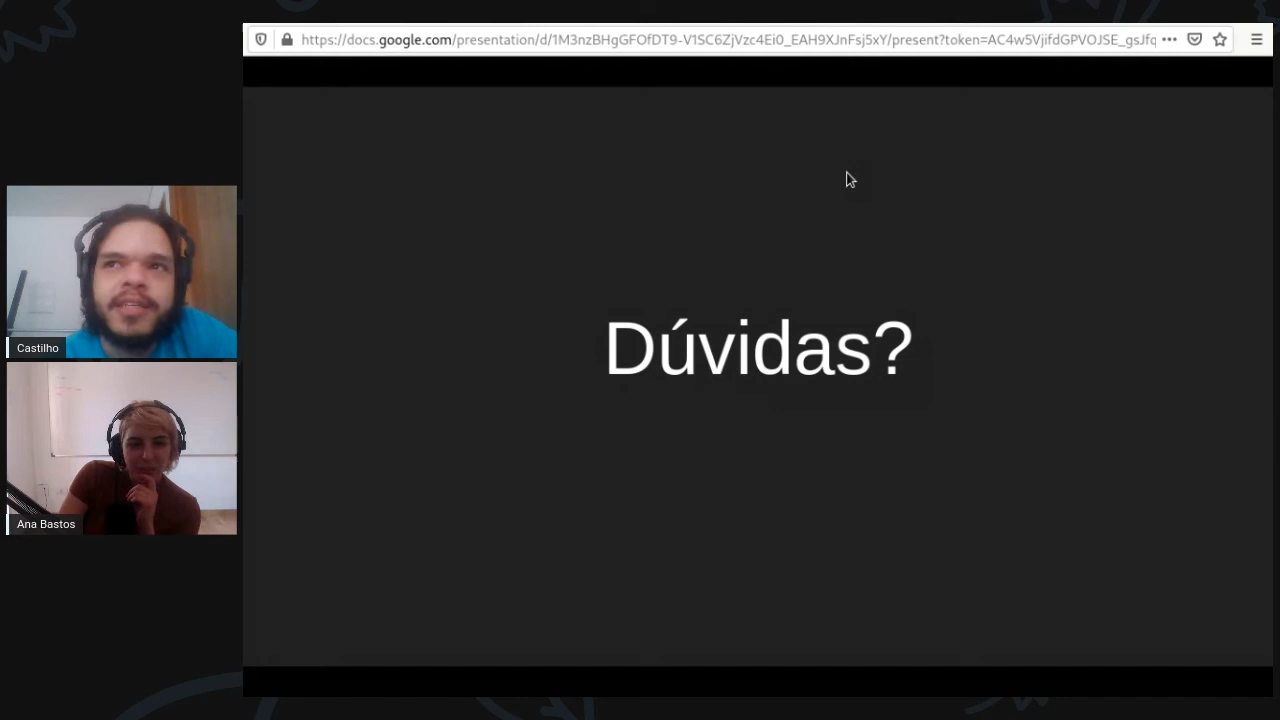 https://docs.google.com/presentation/d/1M3nzBHgGFOfDT9-V1SC6ZjVzc4Ei0_EAH9XJnFsj5xY/present?token=AC4w5VjifdGPVOJSE_gsJfq
Dúvidas?
Castilho
Ana Bastos